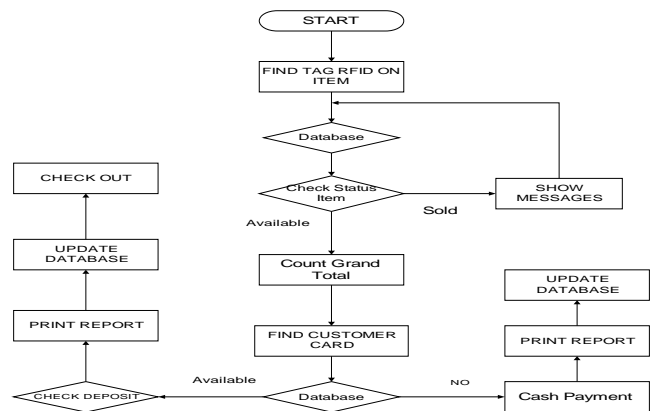 START
FIND TAG RFID ON
ITEM
Database
Check Status
Item
Sold
SHOW
MESSAGES
Available
Count Grand
Total
FIND CUSTOMER
CARD
Database
Available
CHECK DEPOSIT
PRINT REPORT
UPDATE
DATABASE
CHECK OUT
NO
Cash Payment
PRINT REPORT
UPDATE
DATABASE